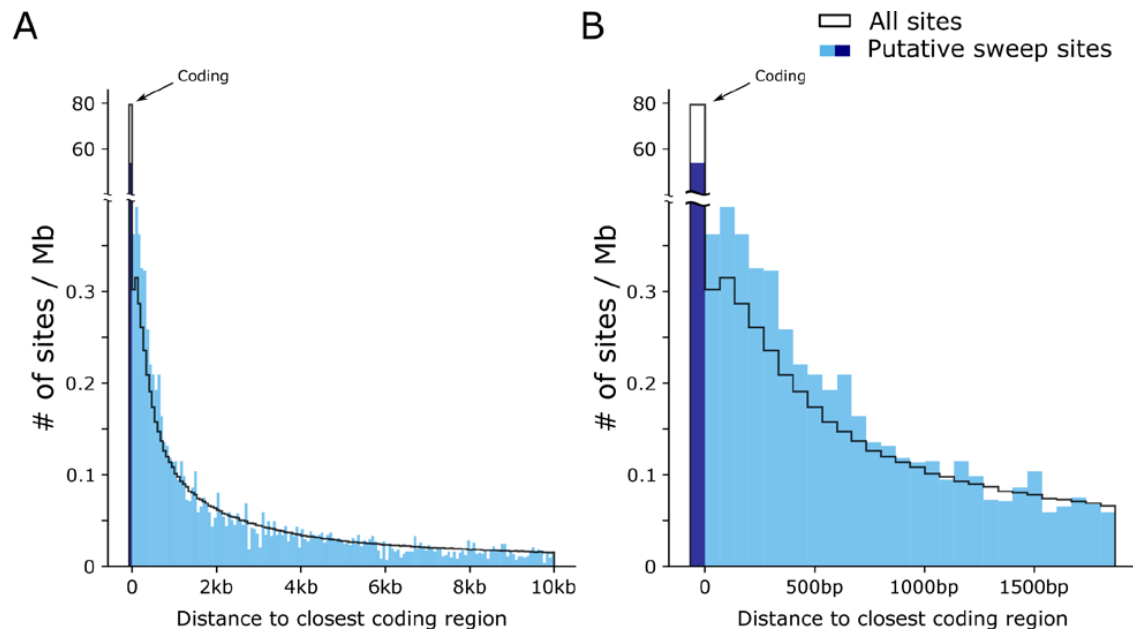 A
B
All sites
Putative sweep sites
Coding
80
60
0.3
0.2
0.1
0
# of sites / Mb
0
2kb
4kb
6kb
8kb
10kb
Distance to closest coding region
Coding
80
60
0.3
0.2
0.1
0
# of sites / Mb
0
500bp
1000bp
1500bp
Distance to closest coding region